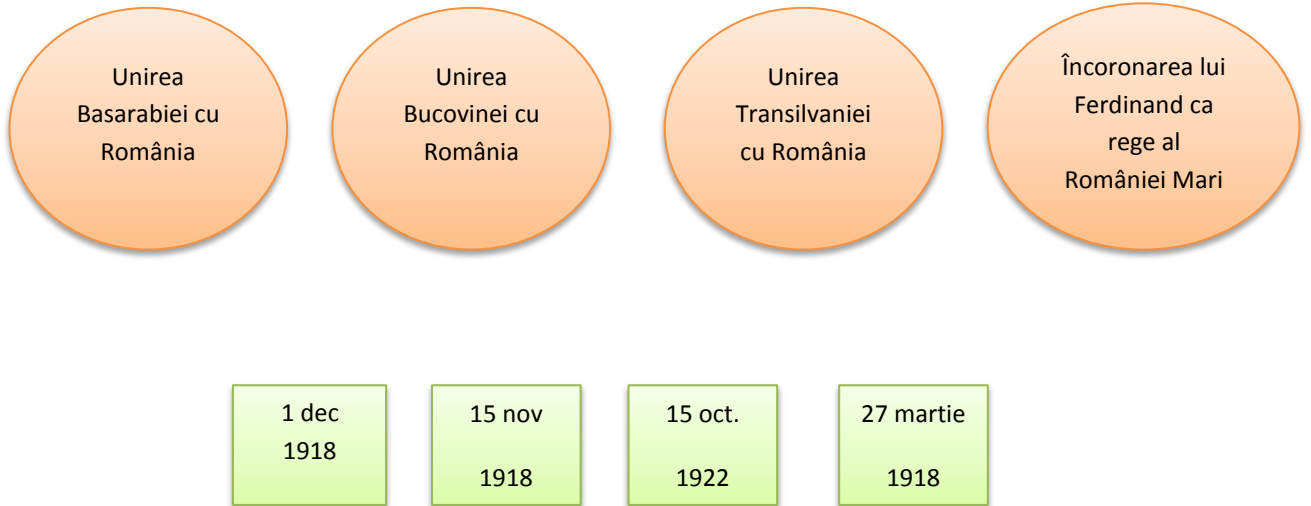 Unirea
Basarabiei cu
România
Unirea
Bucovinei cu
România
Unirea
Transilvaniei
cu România
Încoronarea lui
Ferdinand ca
rege al
României Mari
1 dec
1918
15 nov
1918
15 oct.
1922
27 martie
1918